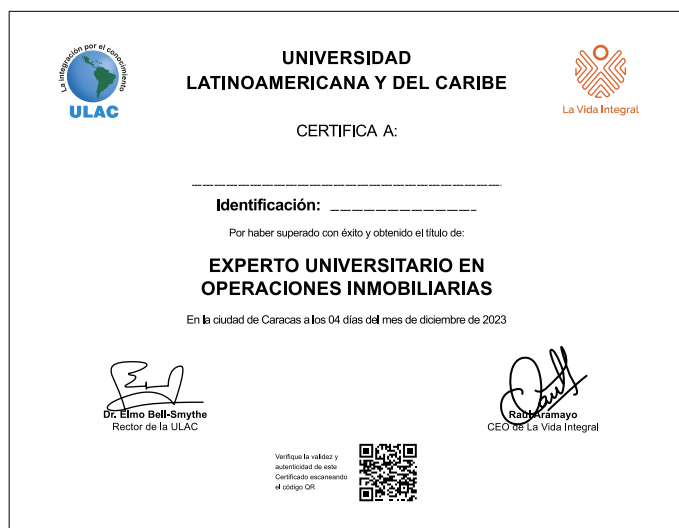 La integración por el conocimiento
ULAC
UNIVERSIDAD
LATINOAMERICANA Y DEL CARIBE
La Vida Integral
CERTIFICA A:
Identificación:
Por haber superado con éxito y obtenido el título de:
EXPERTO UNIVERSITARIO EN
OPERACIONES INMOBILIARIAS
En la ciudad de Caracas a los 04 días del mes de diciembre de 2023
Dr. Elmo Bell-Smythe
Rector de la ULAC
Raúl Aramayo
CEO de La Vida Integral
Verifique la validez y
autenticidad de este
Certificado escaneando
el código QR